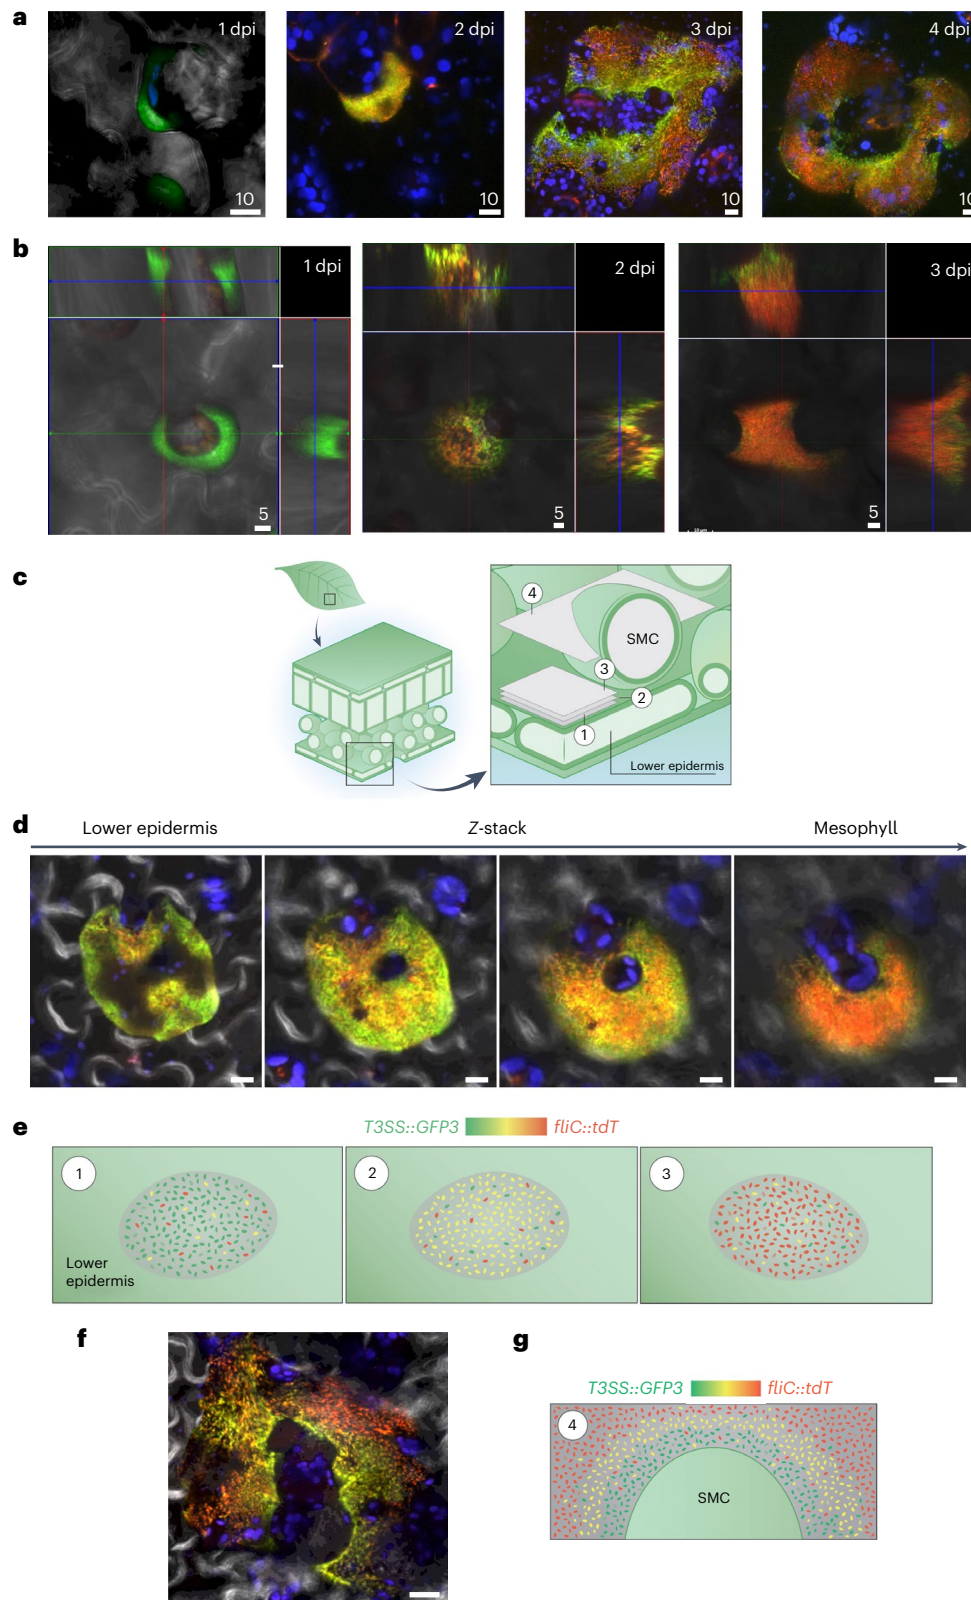 a
1 dpi
2 dpi
3 dpi
4 dpi
10
10
10
10
b
1 dpi
2 dpi
3 dpi
5
5
5
c
4
SMC
3
2
1
Lower epidermis
d
Lower epidermis
Z-stack
Mesophyll
e
T3SS::GFP3
fliC::tdT
1
2
3
Lower
epidermis
f
g
T3SS::GFP3
fliC::tdT
4
SMC